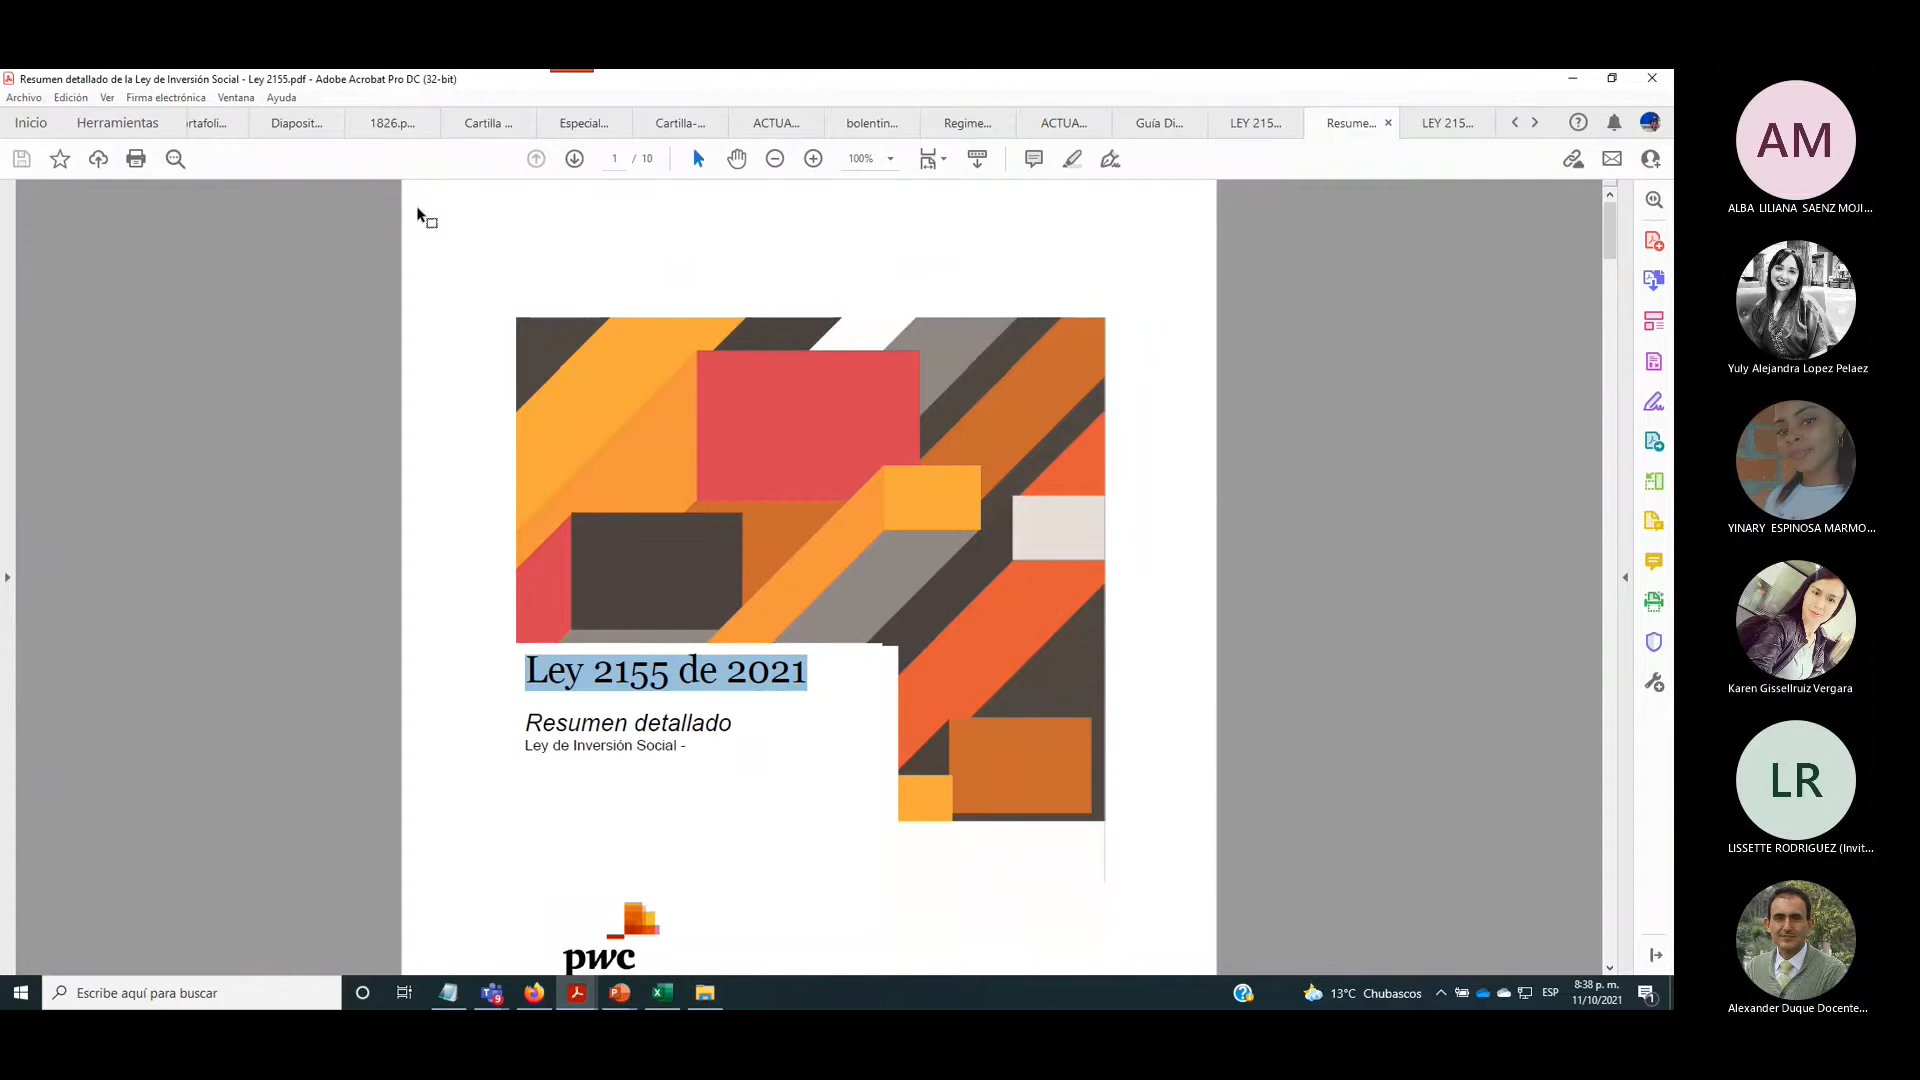 Resumen detallado de la Ley de Inversión Social - Ley 2155.pdf - Adobe Acrobat Pro DC (32-bit)
Archivo Edición Ver Firma electrónica Ventana Ayuda
Inicio Herramientas ortafoli... Diaposit... 1826.p... Cartilla ... Especial... Cartilla-... ACTUA... boletin... Regime... ACTUA... Guía Di... LEY 215... Resume... LEY 215...
1 / 10 100%
Ley 2155 de 2021
Resumen detallado
Ley de Inversión Social -
pwc
Escribe aquí para buscar
9
13°C Chubascos
ESP
8:38 p. m.
11/10/2021
1
AM
ALBA LILIANA SAENZ MOJI...
Yuly Alejandra Lopez Pelaez
YINARY ESPINOSA MARMO...
Karen Gissellruiz Vergara
LR
LISSETTE RODRIGUEZ (Invit...
Alexander Duque Docente...